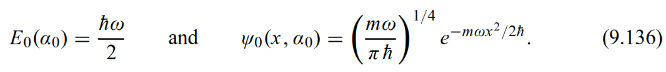 E₀(α₀) = ħω/2 and ψ₀(x, α₀) = (mω/πħ)^{1/4} e^{−mωx²/2ħ}. (9.136)